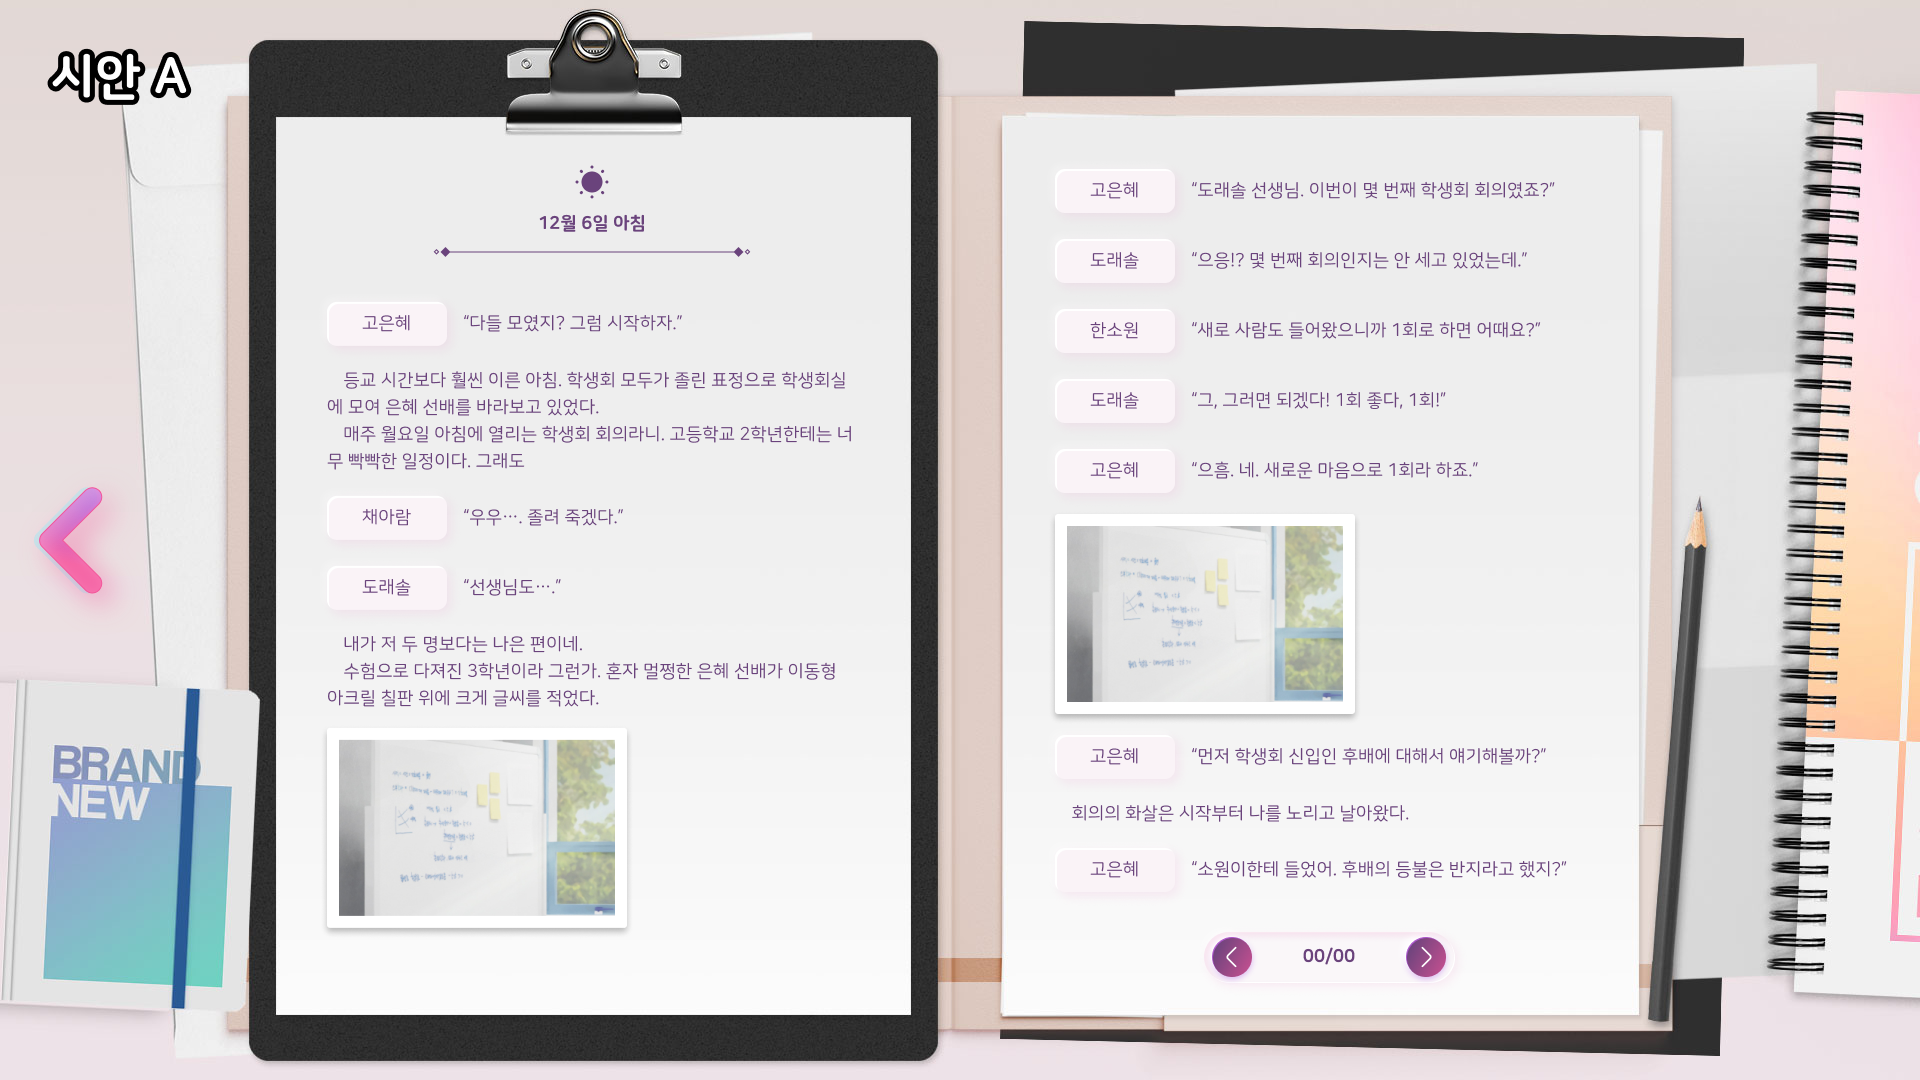 시안 A
12월 6일 아침
고은혜 “다들 모였지? 그럼 시작하자.”
등교 시간보다 훨씬 이른 아침. 학생회 모두가 졸린 표정으로 학생회실
에 모여 은혜 선배를 바라보고 있었다.
매주 월요일 아침에 열리는 학생회 회의라니. 고등학교 2학년한테는 너
무 빡빡한 일정이다. 그래도
채아람 “우우…. 졸려 죽겠다.”
도래솔 “선생님도….”
내가 저 두 명보다는 나은 편이네.
수험으로 다져진 3학년이라 그런가. 혼자 멀쩡한 은혜 선배가 이동형
아크릴 칠판 위에 크게 글씨를 적었다.
고은혜 “도래솔 선생님. 이번이 몇 번째 학생회 회의였죠?”
도래솔 “으응!? 몇 번째 회의인지는 안 세고 있었는데.”
한소원 “새로 사람도 들어왔으니까 1회로 하면 어때요?”
도래솔 “그, 그러면 되겠다! 1회 좋다, 1회!”
고은혜 “으흠. 네. 새로운 마음으로 1회라 하죠.”
고은혜 “먼저 학생회 신입인 후배에 대해서 얘기해볼까?”
회의의 화살은 시작부터 나를 노리고 날아왔다.
고은혜 “소원이한테 들었어. 후배의 등불은 반지라고 했지?”
00/00
BRAND
NEW